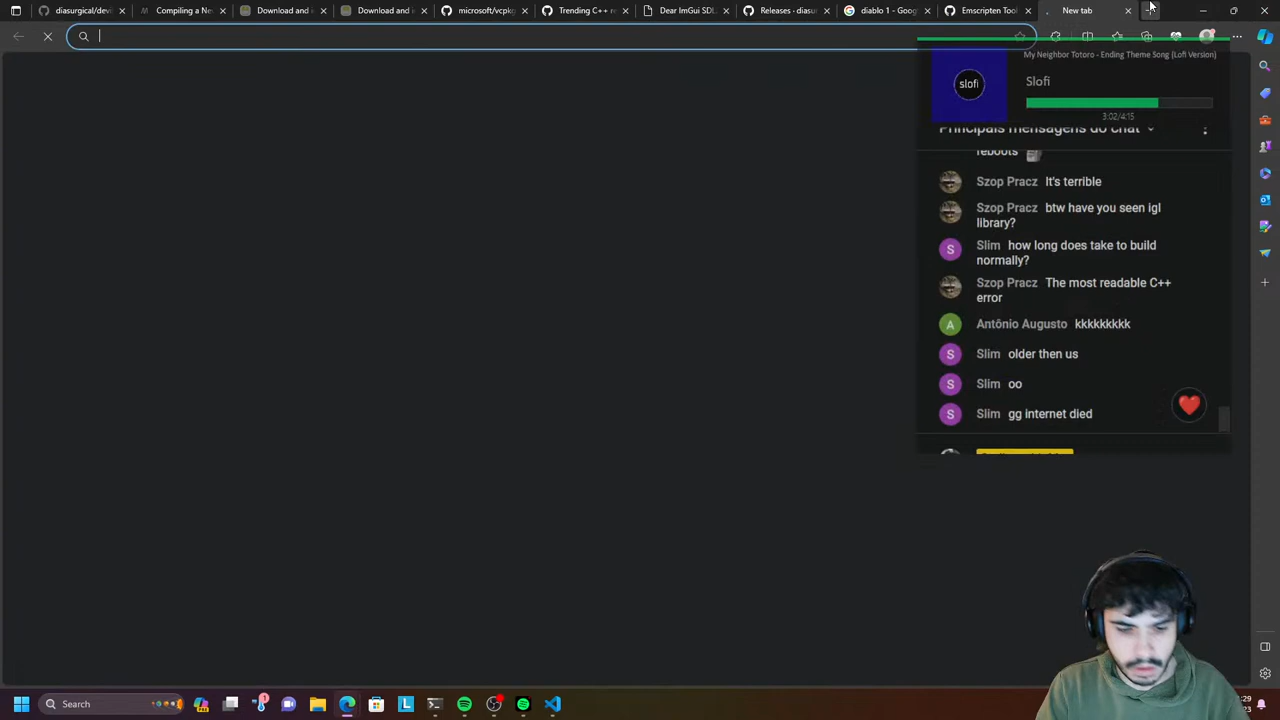 diasurgical/devi
Compiling a Ne
Download and i
Download and i
microsoft/vcpkg
Trending C++ re
Dear ImGui SDL
Releases · diasu
diablo 1 - Goog
Emscripten Tool
New tab
My Neighbor Totoro - Ending Theme Song (Lofi Version)
slofi
Slofi
3:02/4:15
Principais mensagens do chat
reboots
Szop Pracz It's terrible
Szop Pracz btw have you seen igl
library?
S Slim how long does take to build
normally?
Szop Pracz The most readable C++
error
A Antônio Augusto kkkkkkkkk
S Slim older then us
S Slim oo
S Slim gg internet died
Search